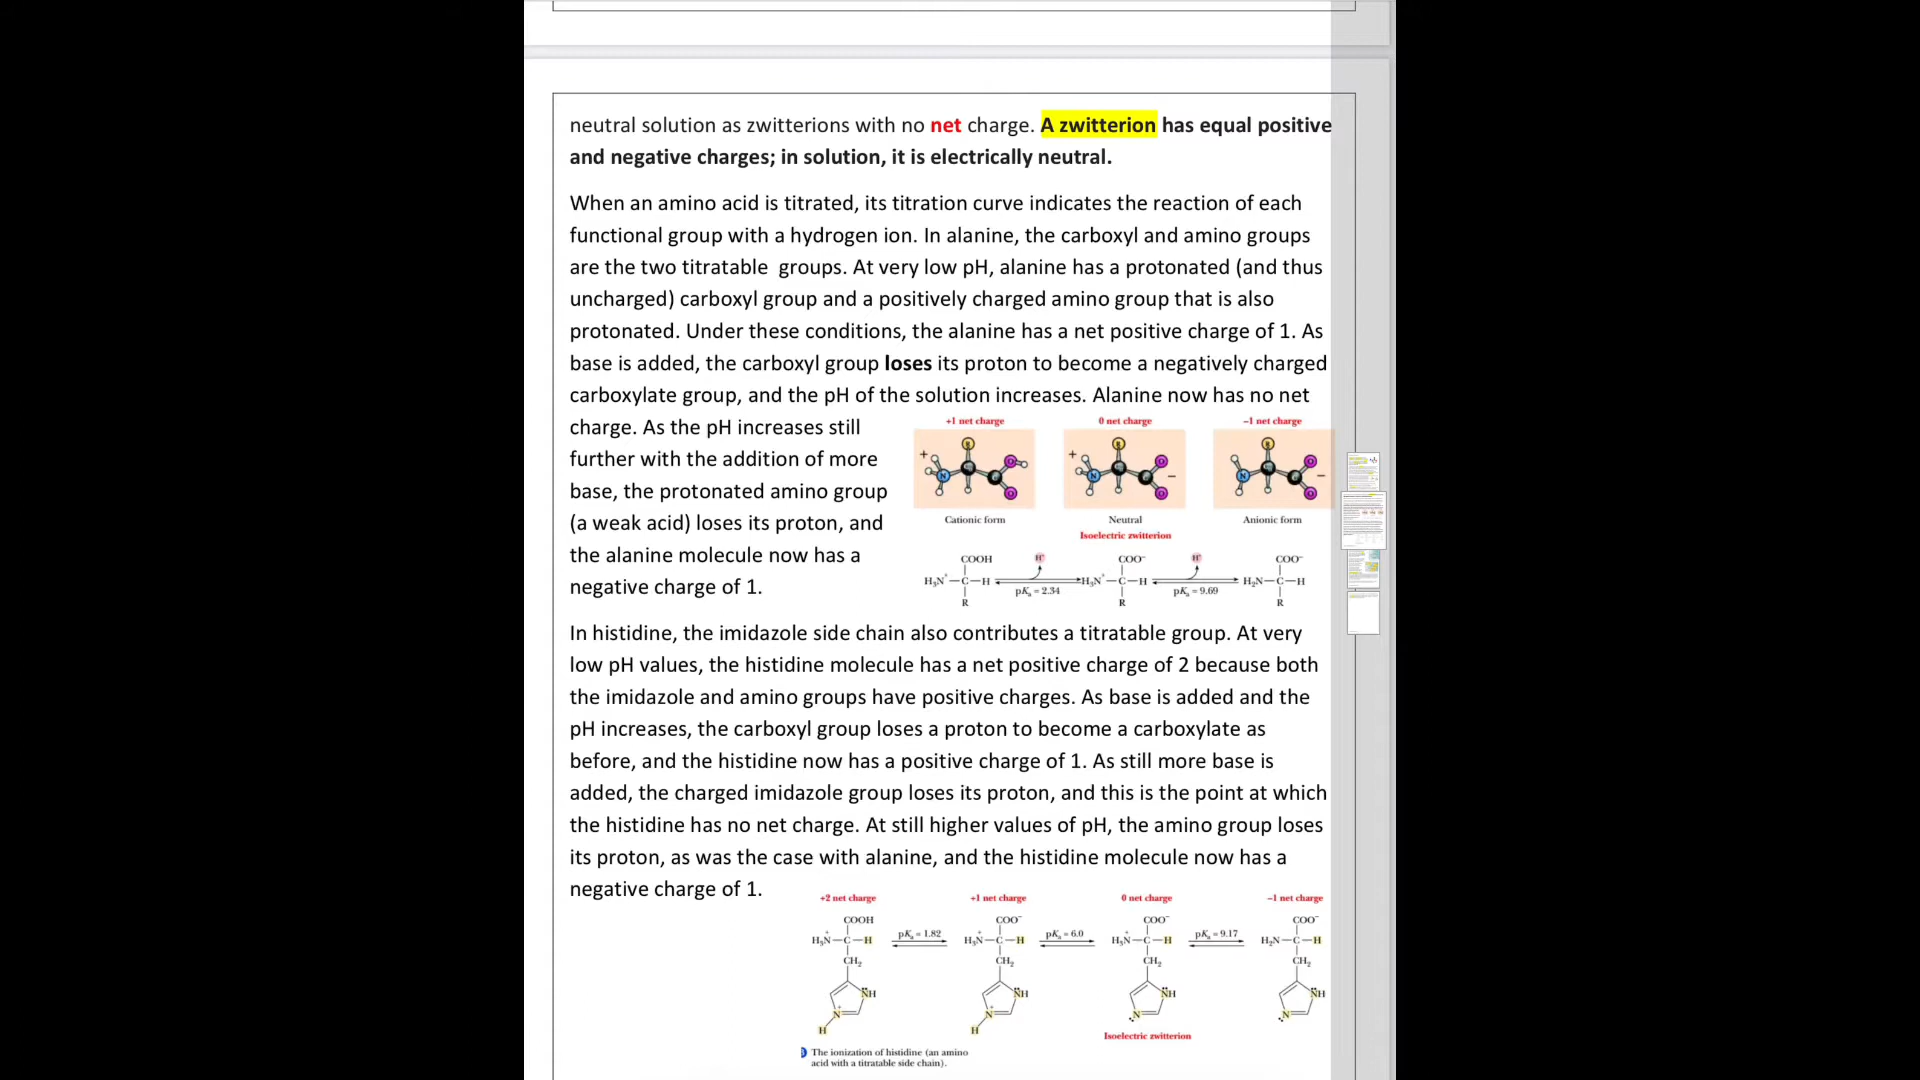 neutral solution as zwitterions with no net charge. A zwitterion has equal positive
and negative charges; in solution, it is electrically neutral.
When an amino acid is titrated, its titration curve indicates the reaction of each
functional group with a hydrogen ion. In alanine, the carboxyl and amino groups
are the two titratable groups. At very low pH, alanine has a protonated (and thus
uncharged) carboxyl group and a positively charged amino group that is also
protonated. Under these conditions, the alanine has a net positive charge of 1. As
base is added, the carboxyl group loses its proton to become a negatively charged
carboxylate group, and the pH of the solution increases. Alanine now has no net
charge. As the pH increases still
further with the addition of more
base, the protonated amino group
(a weak acid) loses its proton, and
the alanine molecule now has a
negative charge of 1.
+1 net charge 0 net charge −1 net charge
+ + − −
Cationic form Neutral Anionic form
Isoelectric zwitterion
COOH H⁺ COO⁻ H⁺ COO⁻
H₃N⁺—C—H H₃N⁺—C—H H₂N—C—H
pKₐ = 2.34 pKₐ = 9.69
R R R
In histidine, the imidazole side chain also contributes a titratable group. At very
low pH values, the histidine molecule has a net positive charge of 2 because both
the imidazole and amino groups have positive charges. As base is added and the
pH increases, the carboxyl group loses a proton to become a carboxylate as
before, and the histidine now has a positive charge of 1. As still more base is
added, the charged imidazole group loses its proton, and this is the point at which
the histidine has no net charge. At still higher values of pH, the amino group loses
its proton, as was the case with alanine, and the histidine molecule now has a
negative charge of 1.
+2 net charge +1 net charge 0 net charge −1 net charge
COOH COO⁻ COO⁻ COO⁻
pKₐ = 1.82 pKₐ = 6.0 pKₐ = 9.17
H₃N⁺—C—H H₃N⁺—C—H H₃N⁺—C—H H₂N—C—H
CH₂ CH₂ CH₂ CH₂
NH NH NH NH
N⁺ N⁺ N N
H H
Isoelectric zwitterion
The ionization of histidine (an amino
acid with a titratable side chain).